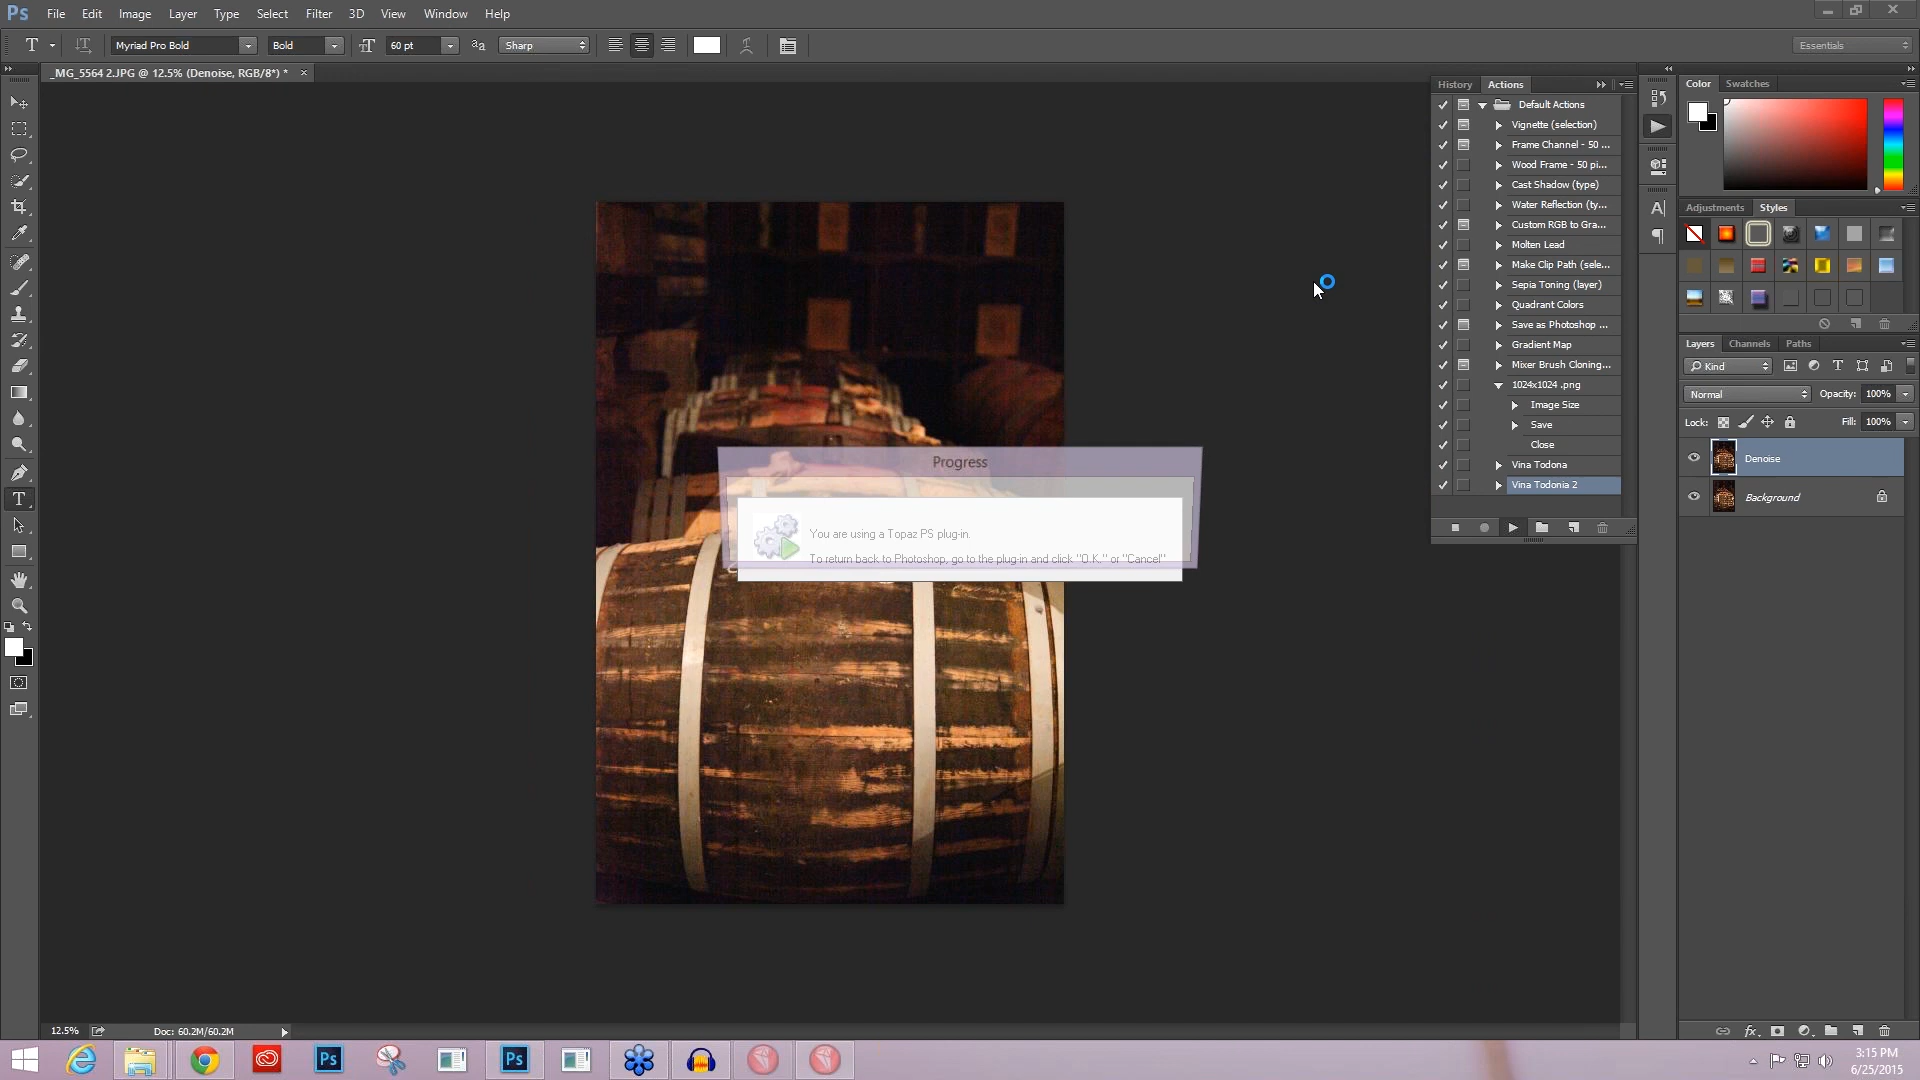 Ps File Edit Image Layer Type Select Filter 3D View Window Help
T Myriad Pro Bold Bold 60 pt aa Sharp Essentials
_MG_5564 2.JPG @ 12.5% (Denoise, RGB/8*) *
History Actions
Default Actions
Vignette (selection)
Frame Channel - 50 ...
Wood Frame - 50 pi...
Cast Shadow (type)
Water Reflection (ty...
Custom RGB to Gra...
Molten Lead
Make Clip Path (sele...
Sepia Toning (layer)
Quadrant Colors
Save as Photoshop ...
Gradient Map
Mixer Brush Cloning...
1024x1024 .png
Image Size
Save
Close
Vina Todona
Vina Todonia 2
Color Swatches
Adjustments Styles
Layers Channels Paths
Kind
Normal Opacity: 100%
Lock: Fill: 100%
Denoise
Background
Progress
You are using a Topaz PS plug-in.
To return back to Photoshop, go to the plug-in and click "O.K." or "Cancel"
12.5% Doc: 60.2M/60.2M
fx
Ps Ps
3:15 PM
6/25/2015